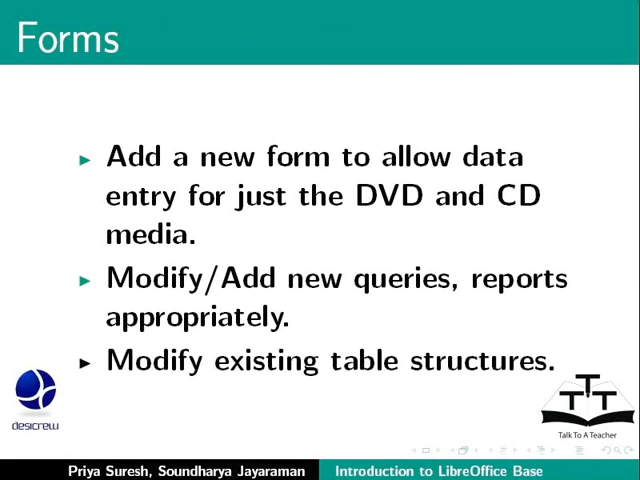 Forms
Add a new form to allow data
entry for just the DVD and CD
media.
Modify/Add new queries, reports
appropriately.
Modify existing table structures.
desicrew
T T T
Talk To A Teacher
Priya Suresh, Soundharya Jayaraman
Introduction to LibreOffice Base